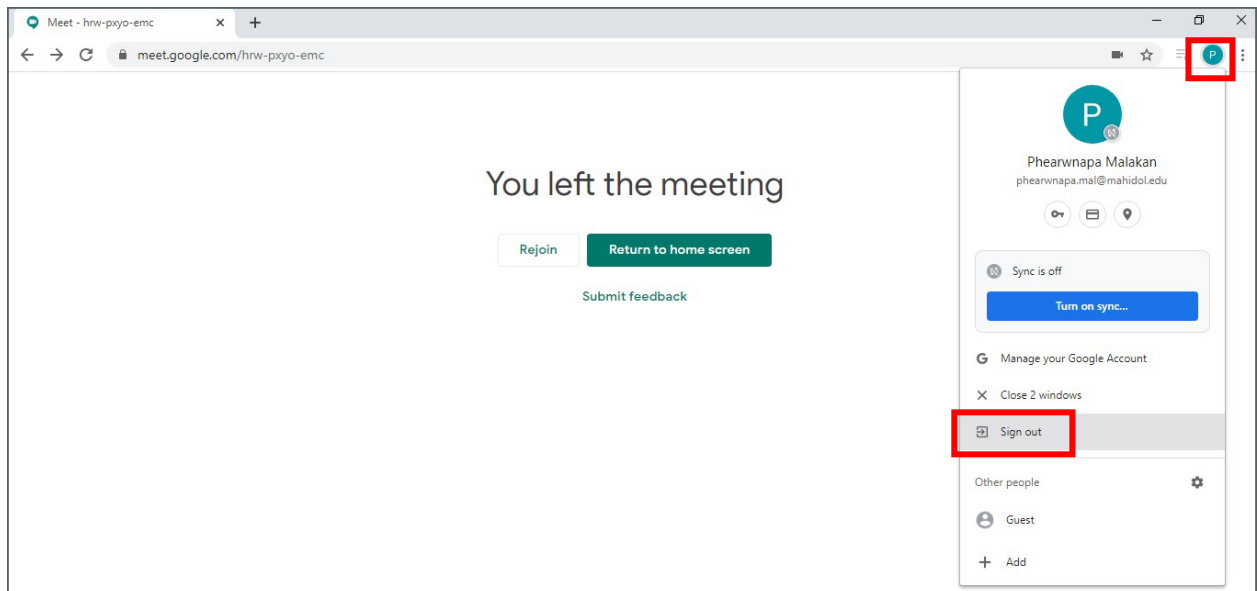 Meet - hrw-pxyo-emc
meet.google.com/hrw-pxyo-emc
P
You left the meeting
Rejoin
Return to home screen
Submit feedback
P
Phearwnapa Malakan
phearwnapa.mal@mahidol.edu
Sync is off
Turn on sync...
G Manage your Google Account
Close 2 windows
Sign out
Other people
Guest
Add